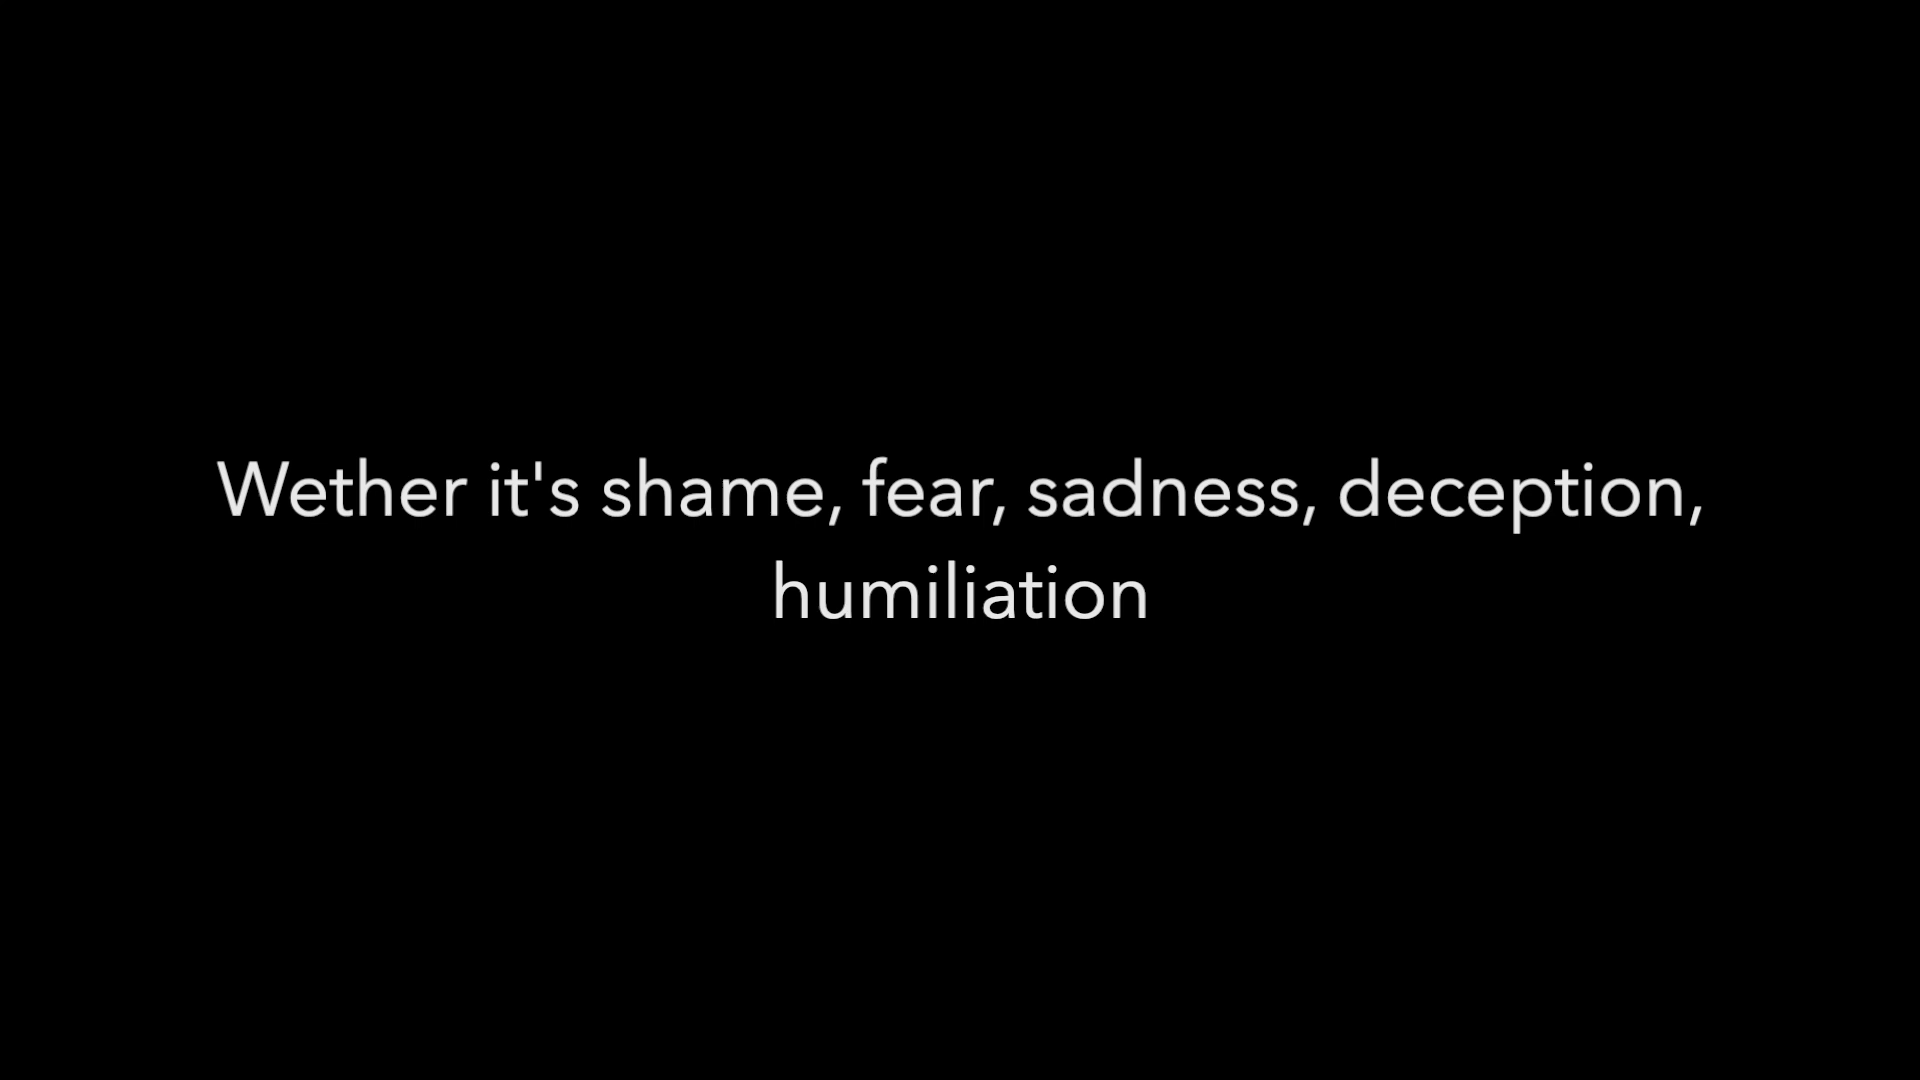 Wether it's shame, fear, sadness, deception,
humiliation